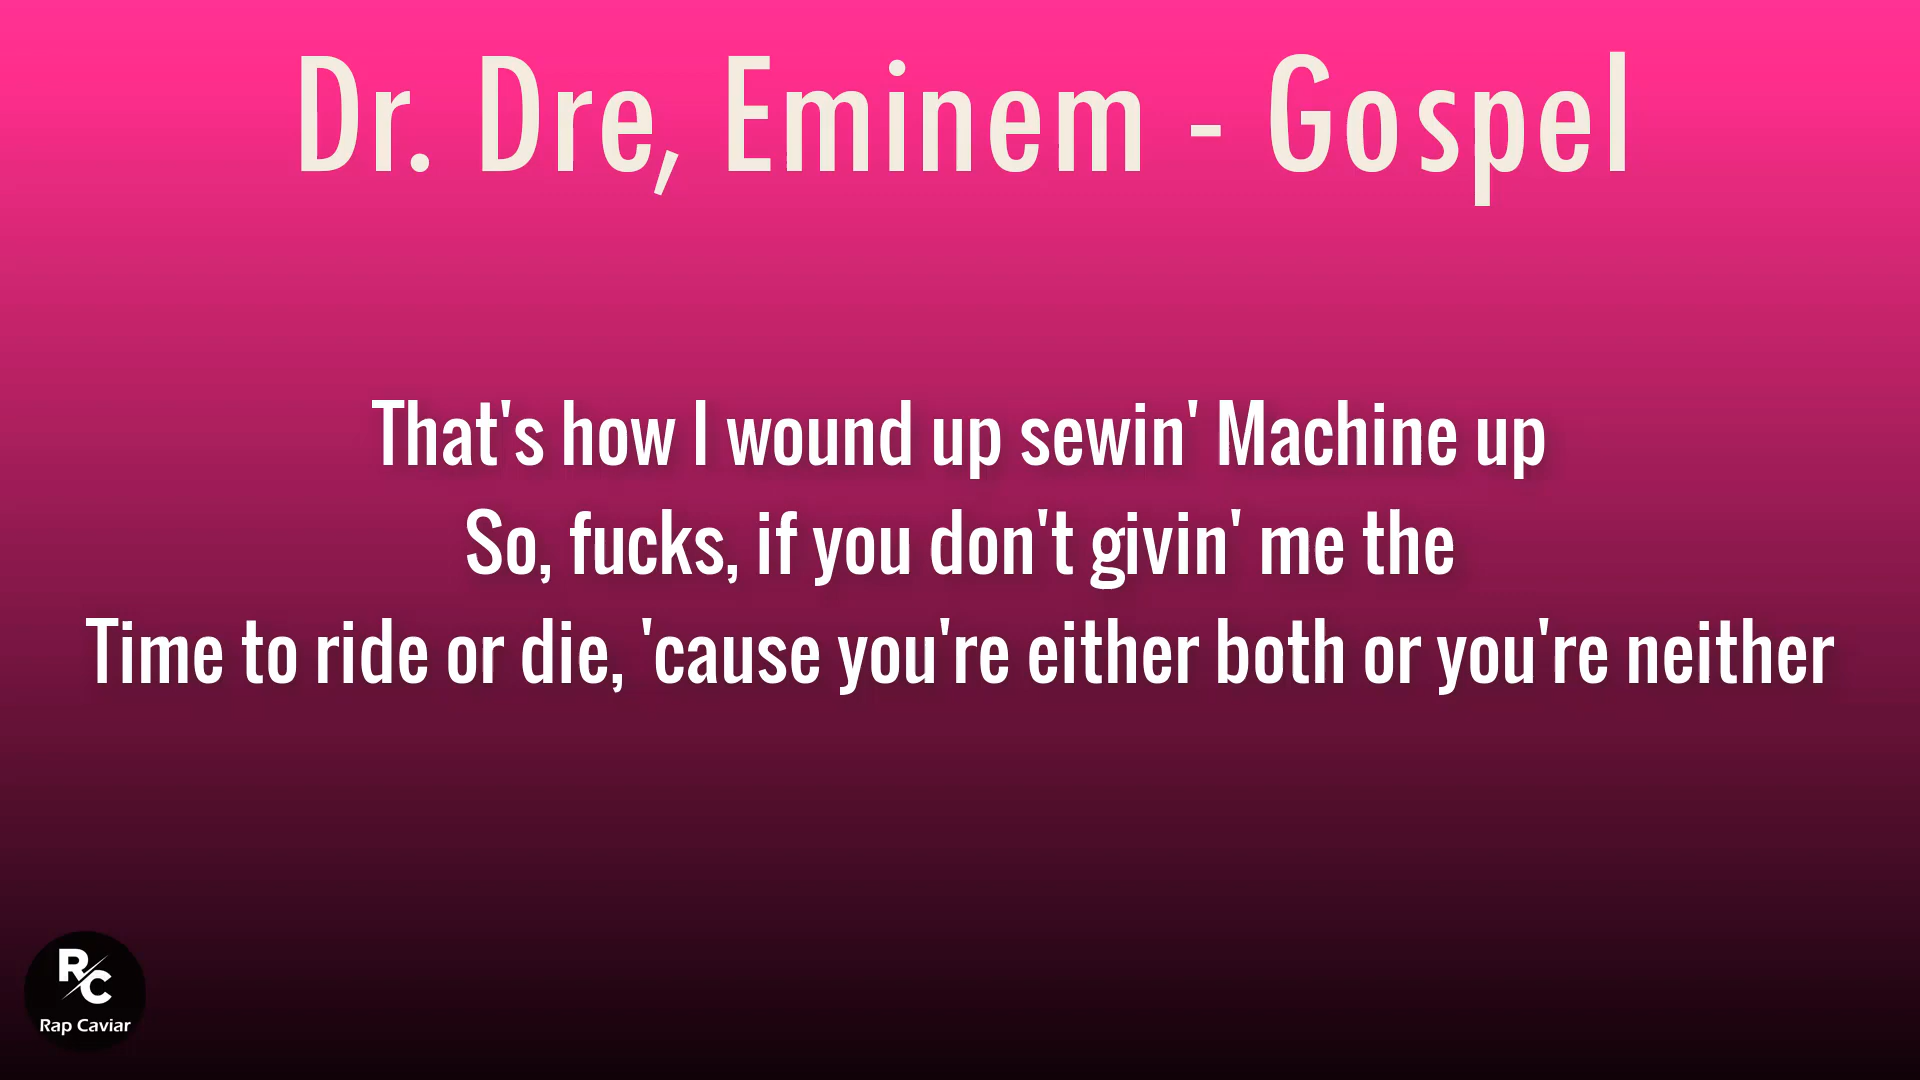 Dr. Dre, Eminem - Gospel
That's how I wound up sewin' Machine up
So, fucks, if you don't givin' me the
Time to ride or die, 'cause you're either both or you're neither
RC
Rap Caviar